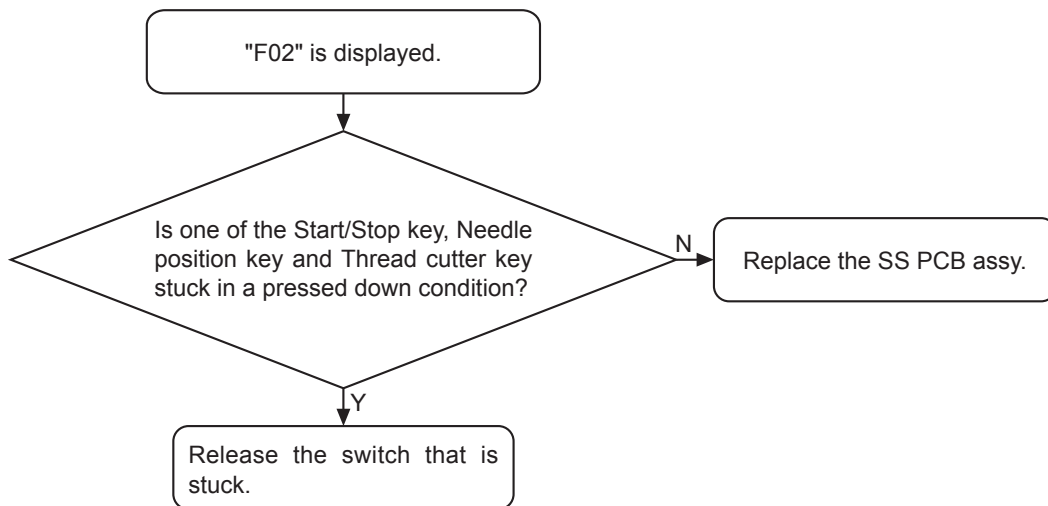 "F02" is displayed.
Is one of the Start/Stop key, Needle
position key and Thread cutter key
stuck in a pressed down condition?
N
Replace the SS PCB assy.
Y
Release the switch that is
stuck.